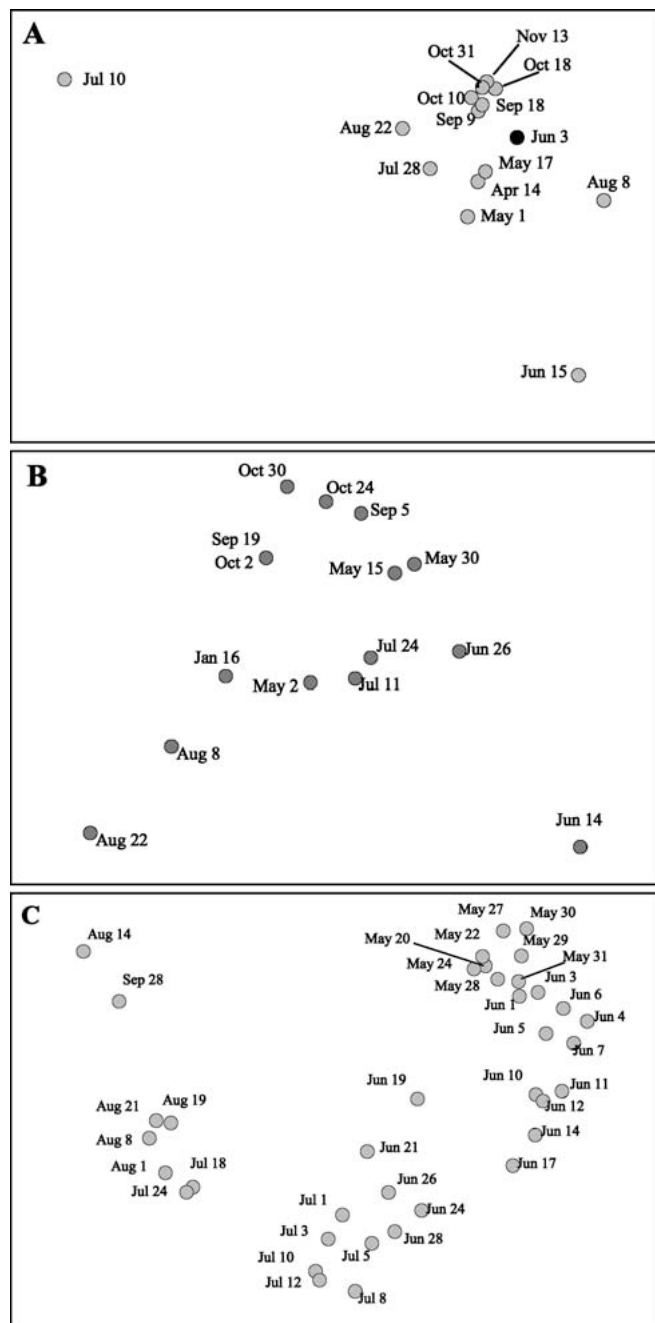 A
Nov 13
Oct 31
Oct 18
Jul 10
Oct 10
Sep 18
Sep 9
Aug 22
Jun 3
May 17
Jul 28
Apr 14
Aug 8
May 1
Jun 15
B
Oct 30
Oct 24
Sep 5
Sep 19
Oct 2
May 30
May 15
Jul 24
Jun 26
Jan 16
May 2
Jul 11
Aug 8
Aug 22
Jun 14
C
May 27
May 30
Aug 14
May 22
May 29
May 20
May 31
May 24
Sep 28
May 28
Jun 3
Jun 1
Jun 6
Jun 4
Jun 5
Jun 7
Jun 19
Jun 10
Jun 11
Jun 12
Aug 21
Aug 19
Aug 8
Jun 14
Jun 21
Jun 17
Aug 1
Jul 18
Jul 24
Jun 26
Jul 1
Jun 24
Jul 3
Jul 5
Jun 28
Jul 10
Jul 12
Jul 8